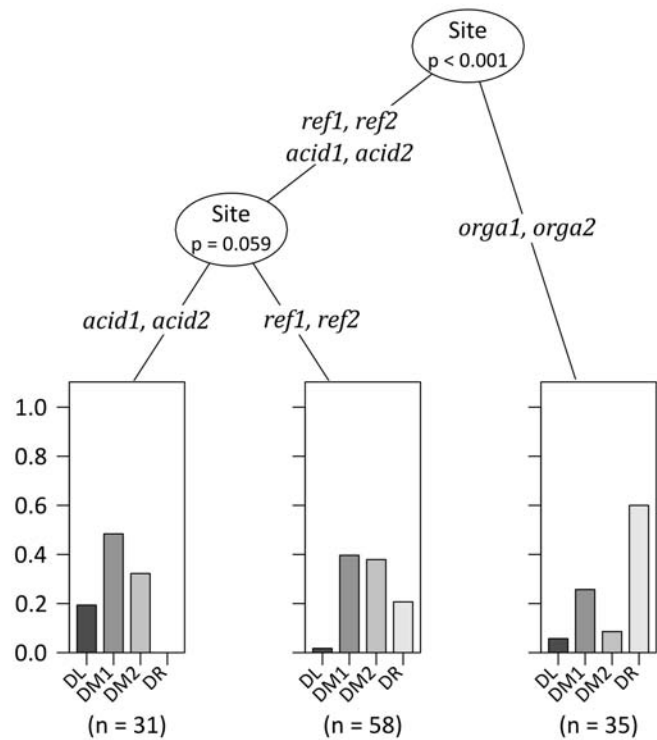 Site
p < 0.001
ref1, ref2
acid1, acid2
orga1, orga2
Site
p = 0.059
acid1, acid2
ref1, ref2
1.0
0.8
0.6
0.4
0.2
0.0
DL DM1 DM2 DR
DL DM1 DM2 DR
DL DM1 DM2 DR
(n = 31)
(n = 58)
(n = 35)